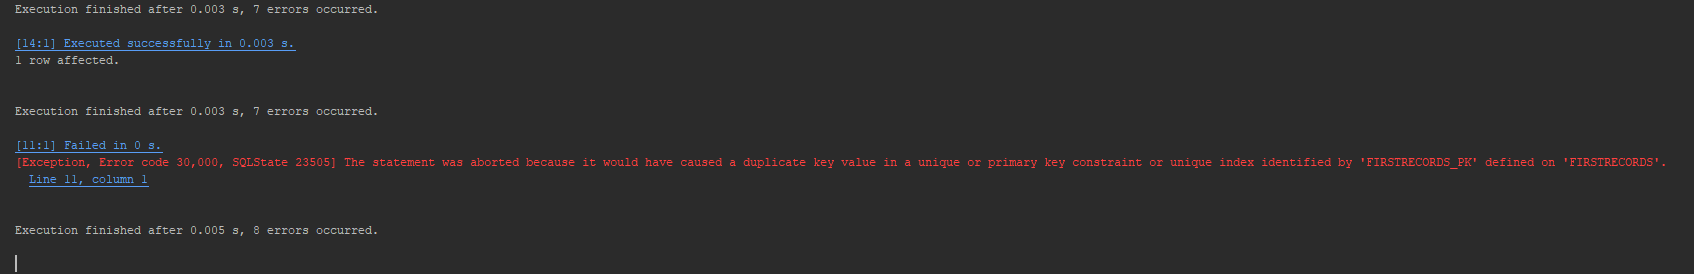 Execution finished after 0.003 s, 7 errors occurred.
[14:1] Executed successfully in 0.003 s.
1 row affected.
Execution finished after 0.003 s, 7 errors occurred.
[11:1] Failed in 0 s.
[Exception, Error code 30,000, SQLState 23505] The statement was aborted because it would have caused a duplicate key value in a unique or primary key constraint or unique index identified by 'FIRSTRECORDS_PK' defined on 'FIRSTRECORDS'.
Line 11, column 1
Execution finished after 0.005 s, 8 errors occurred.